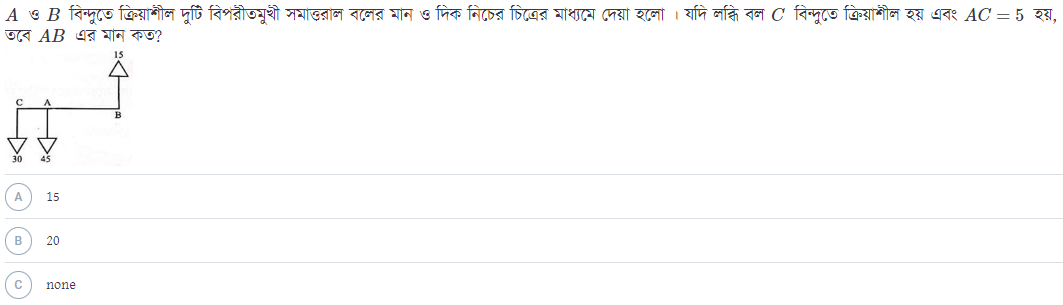 A ও B বিন্দুতে ক্রিয়াশীল দুটি বিপরীতমুখী সমান্তরাল বলের মান ও দিক নিচের চিত্রের মাধ্যমে দেয়া হলো । যদি লব্ধি বল C বিন্দুতে ক্রিয়াশীল হয় এবং AC = 5 হয়,
তবে AB এর মান কত?
15
C A
B
30 45
A 15
B 20
C none